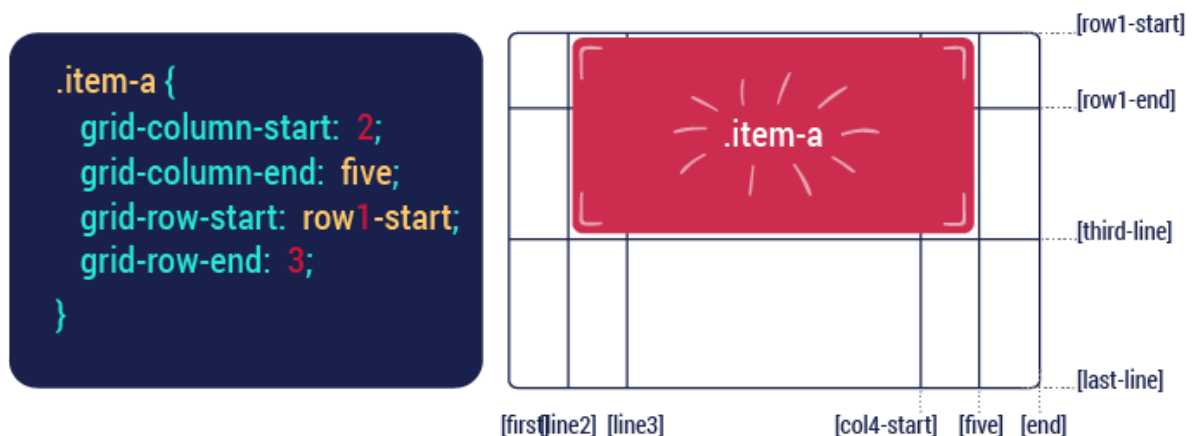 .item-a {
grid-column-start: 2;
grid-column-end: five;
grid-row-start: row1-start;
grid-row-end: 3;
}
.item-a
[row1-start]
[row1-end]
[third-line]
[last-line]
[first][line2] [line3] [col4-start] [five] [end]